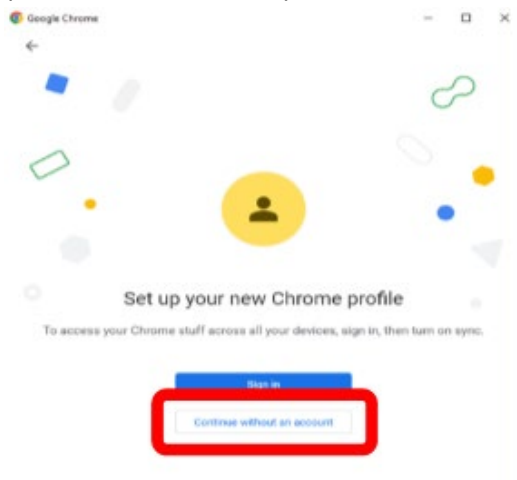 Google Chrome
Set up your new Chrome profile
To access your Chrome stuff across all your devices, sign in, then turn on sync.
Sign in
Continue without an account